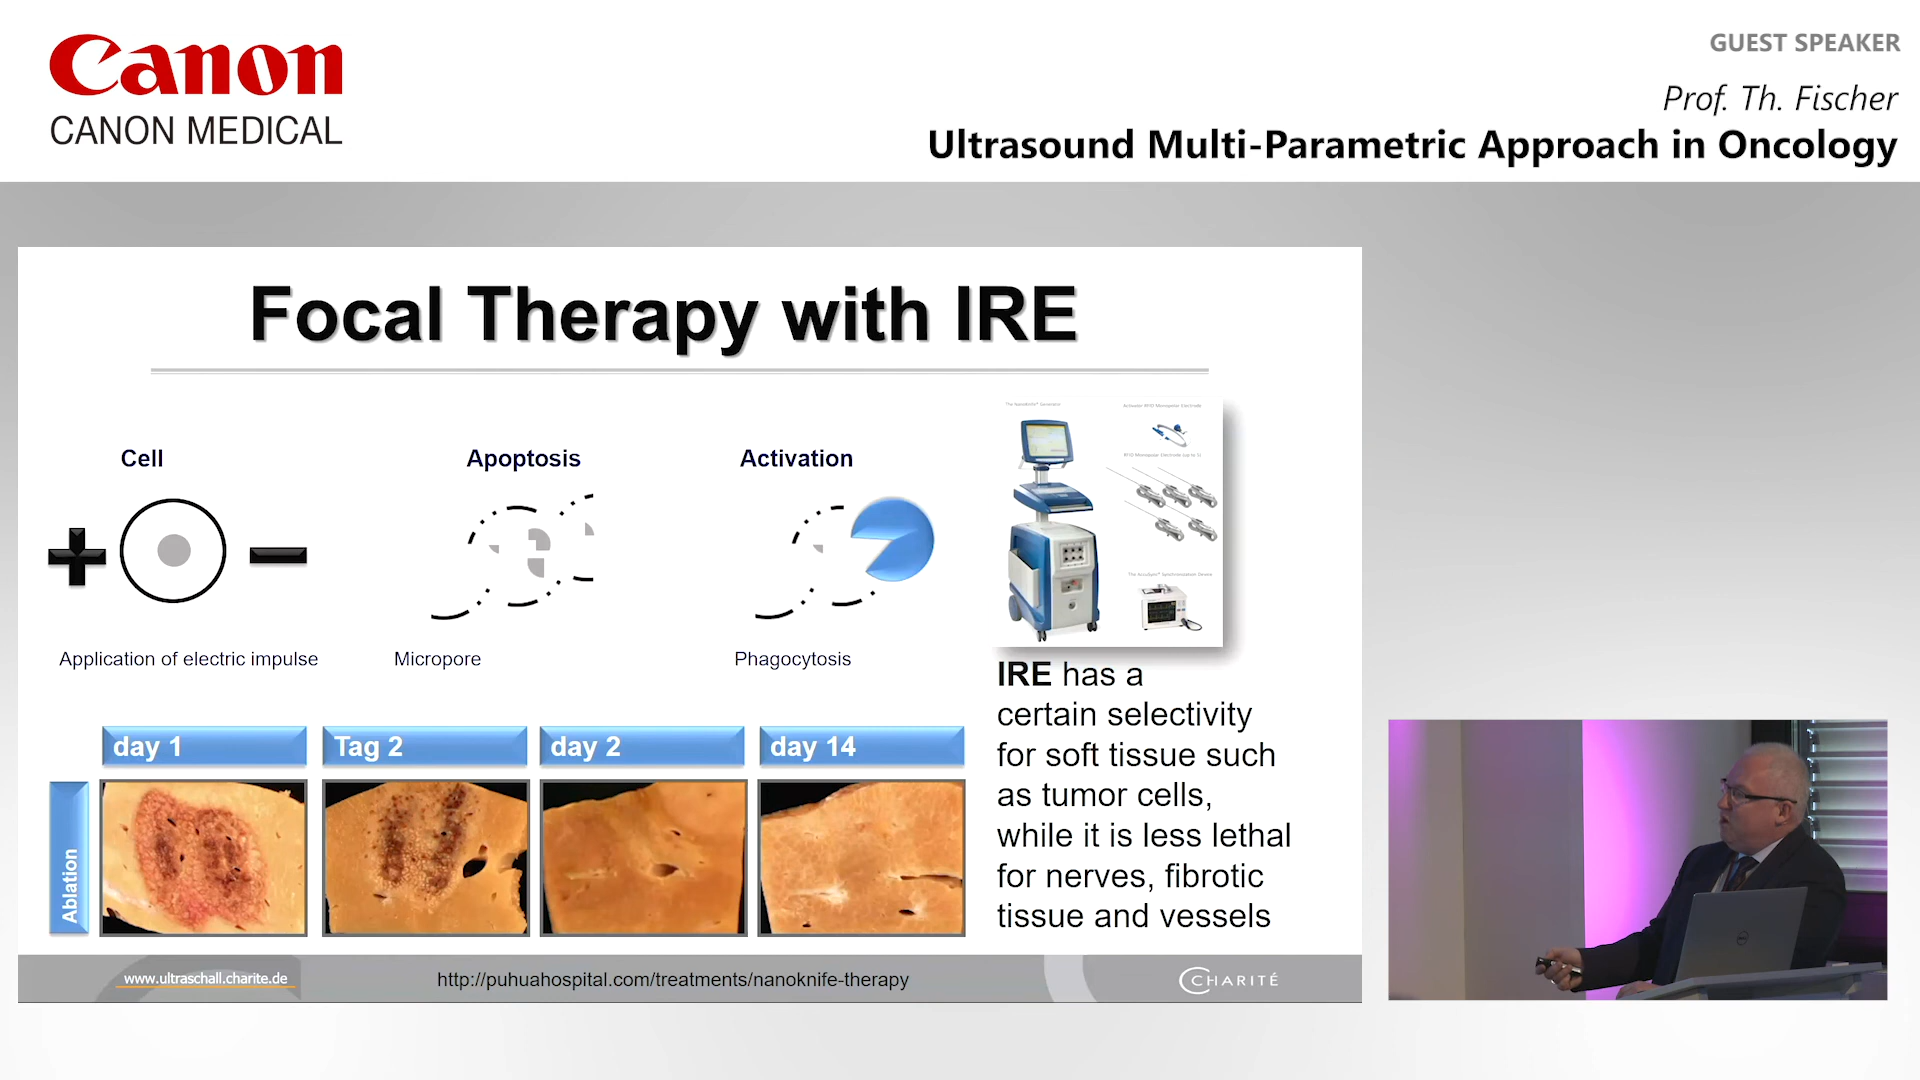 Canon
CANON MEDICAL
GUEST SPEAKER
Prof. Th. Fischer
Ultrasound Multi-Parametric Approach in Oncology
Focal Therapy with IRE
Cell
Apoptosis
Activation
Application of electric impulse
Micropore
Phagocytosis
The NanoKnife® Generator
IRE has a
certain selectivity
for soft tissue such
as tumor cells,
while it is less lethal
for nerves, fibrotic
tissue and vessels
day 1
Tag 2
day 2
day 14
Ablation
www.ultraschall.charite.de
http://puhuahospital.com/treatments/nanoknife-therapy
CHARITÉ